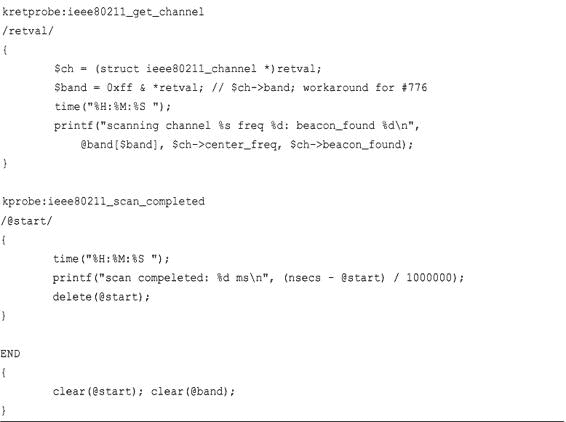 kretprobe:ieee80211_get_channel
/retval/
{
        $ch = (struct ieee80211_channel *)retval;
        $band = 0xff & *retval; // $ch->band; workaround for #776
        time("%H:%M:%S ");
        printf("scanning channel %s freq %d: beacon_found %d\n",
            @band[$band], $ch->center_freq, $ch->beacon_found);
}

kprobe:ieee80211_scan_completed
/@start/
{
        time("%H:%M:%S ");
        printf("scan compeleted: %d ms\n", (nsecs - @start) / 1000000);
        delete(@start);
}

END
{
        clear(@start); clear(@band);
}